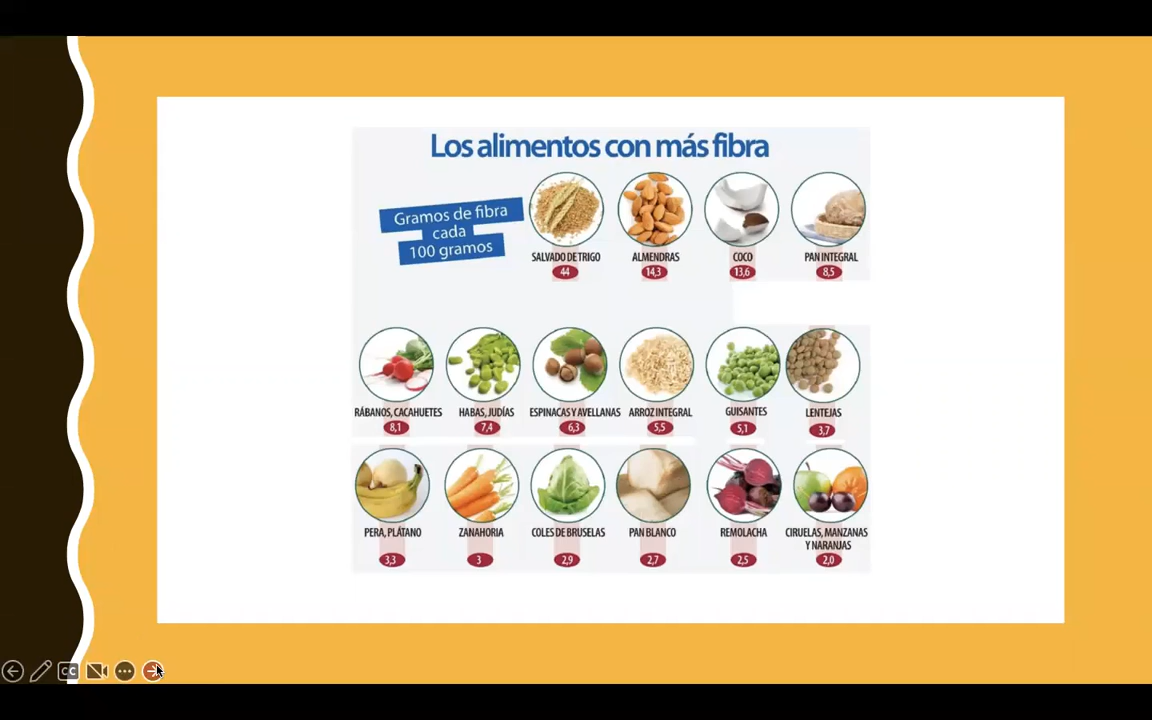 Los alimentos con más fibra
Gramos de fibra
cada
100 gramos
SALVADO DE TRIGO
44
ALMENDRAS
14,3
COCO
13,6
PAN INTEGRAL
8,5
RÁBANOS, CACAHUETES
8,1
HABAS, JUDÍAS
7,4
ESPINACAS Y AVELLANAS
6,3
ARROZ INTEGRAL
5,5
GUISANTES
5,1
LENTEJAS
3,7
PERA, PLÁTANO
3,3
ZANAHORIA
3
COLES DE BRUSELAS
2,9
PAN BLANCO
2,7
REMOLACHA
2,5
CIRUELAS, MANZANAS
Y NARANJAS
2,0
CC